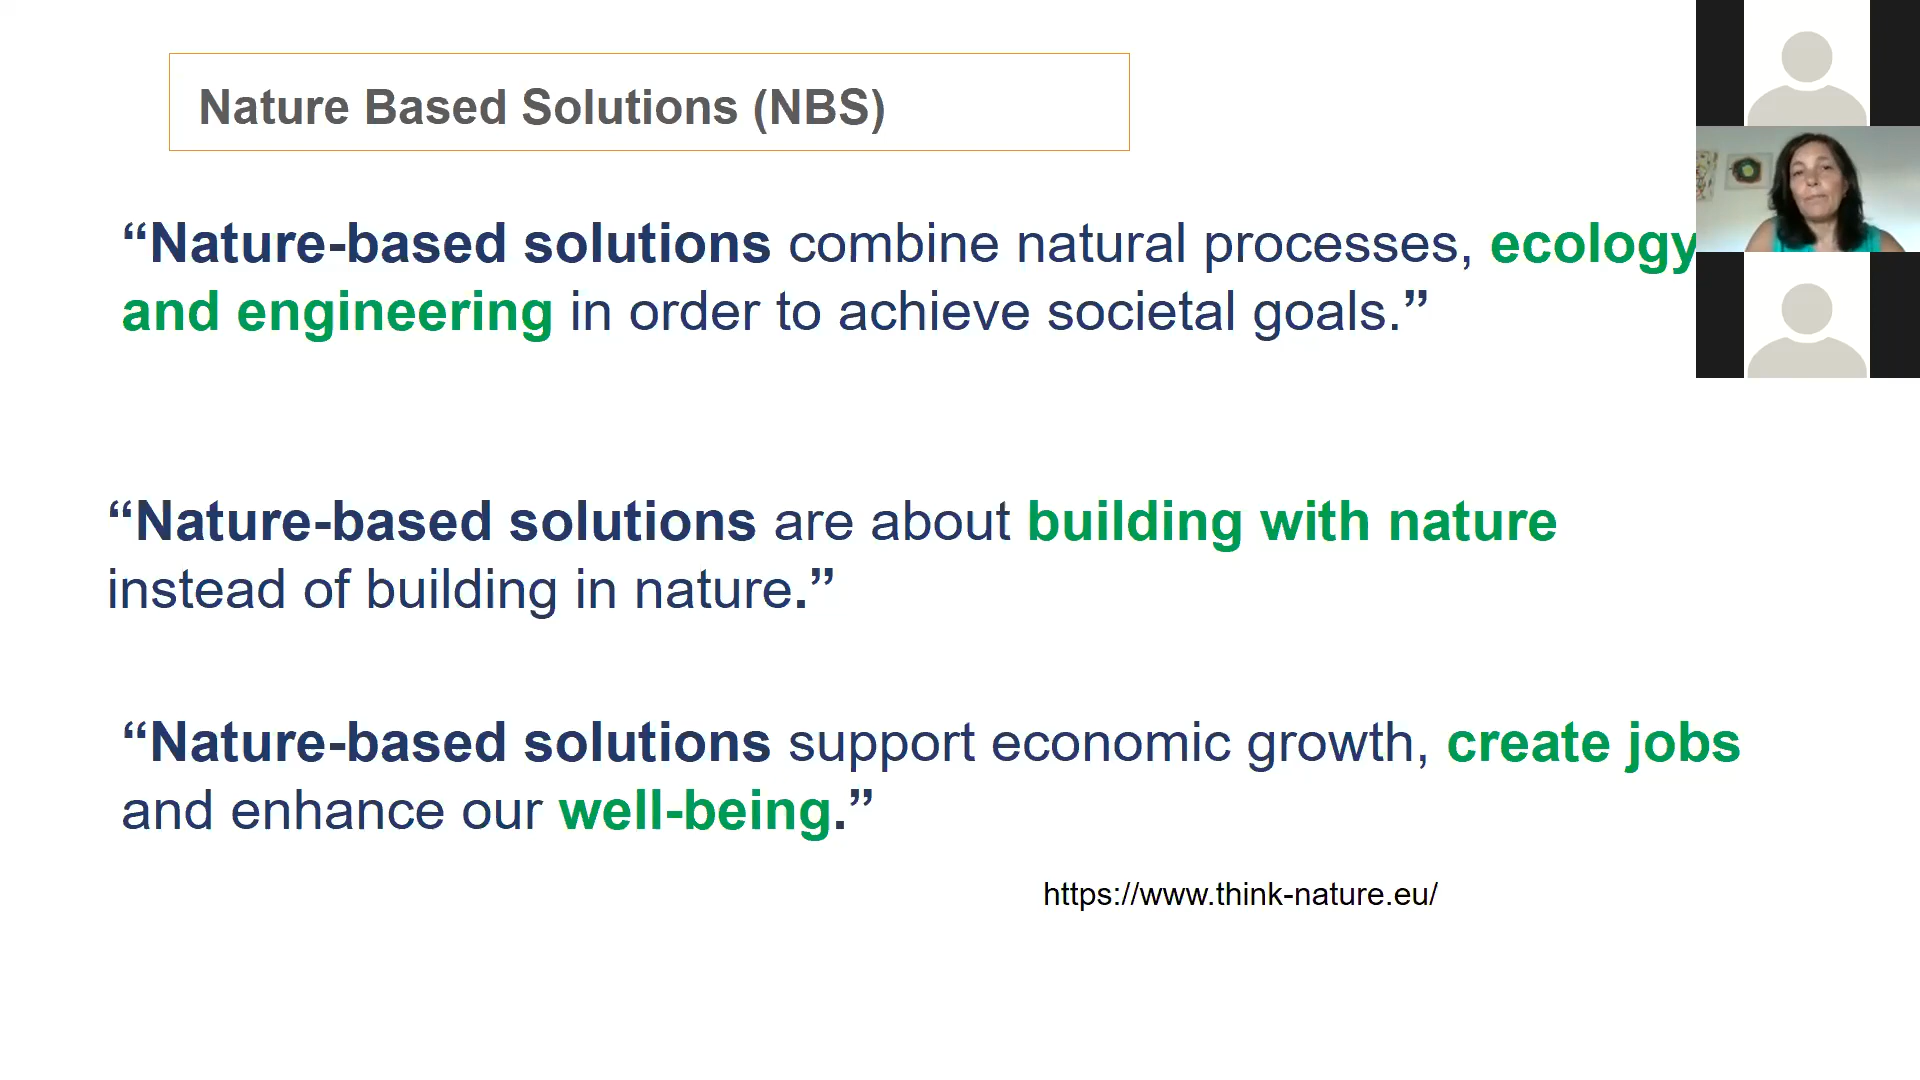 Nature Based Solutions (NBS)
“Nature-based solutions combine natural processes, ecology
and engineering in order to achieve societal goals.”
“Nature-based solutions are about building with nature
instead of building in nature.”
“Nature-based solutions support economic growth, create jobs
and enhance our well-being.”
https://www.think-nature.eu/